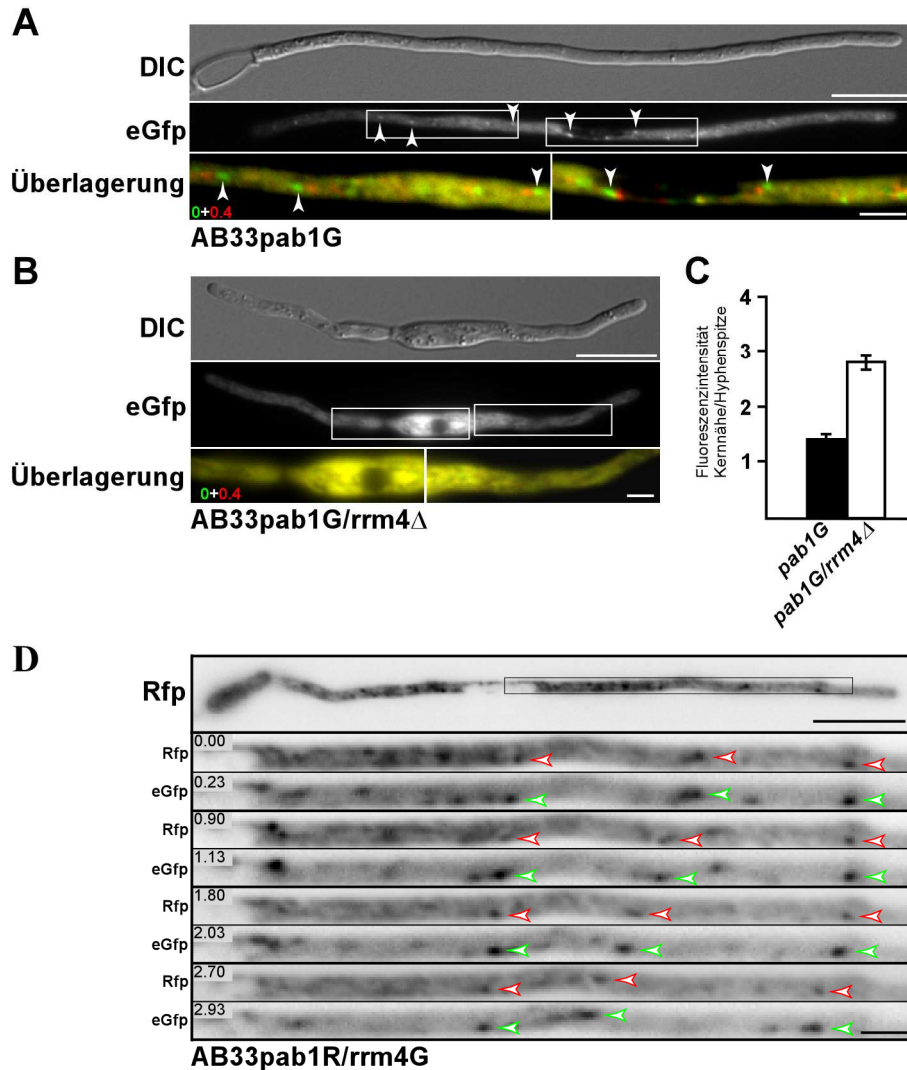 A
DIC
eGfp
Überlagerung
0+0.4
AB33pab1G
B
DIC
eGfp
Überlagerung
0+0.4
AB33pab1G/rrm4Δ
C
Fluoreszenzintensität
Kernnähe/Hyphenspitze
4
3
2
1
pab1G
pab1G/rrm4Δ
D
Rfp
Rfp 0.00
eGfp 0.23
Rfp 0.90
eGfp 1.13
Rfp 1.80
eGfp 2.03
Rfp 2.70
eGfp 2.93
AB33pab1R/rrm4G